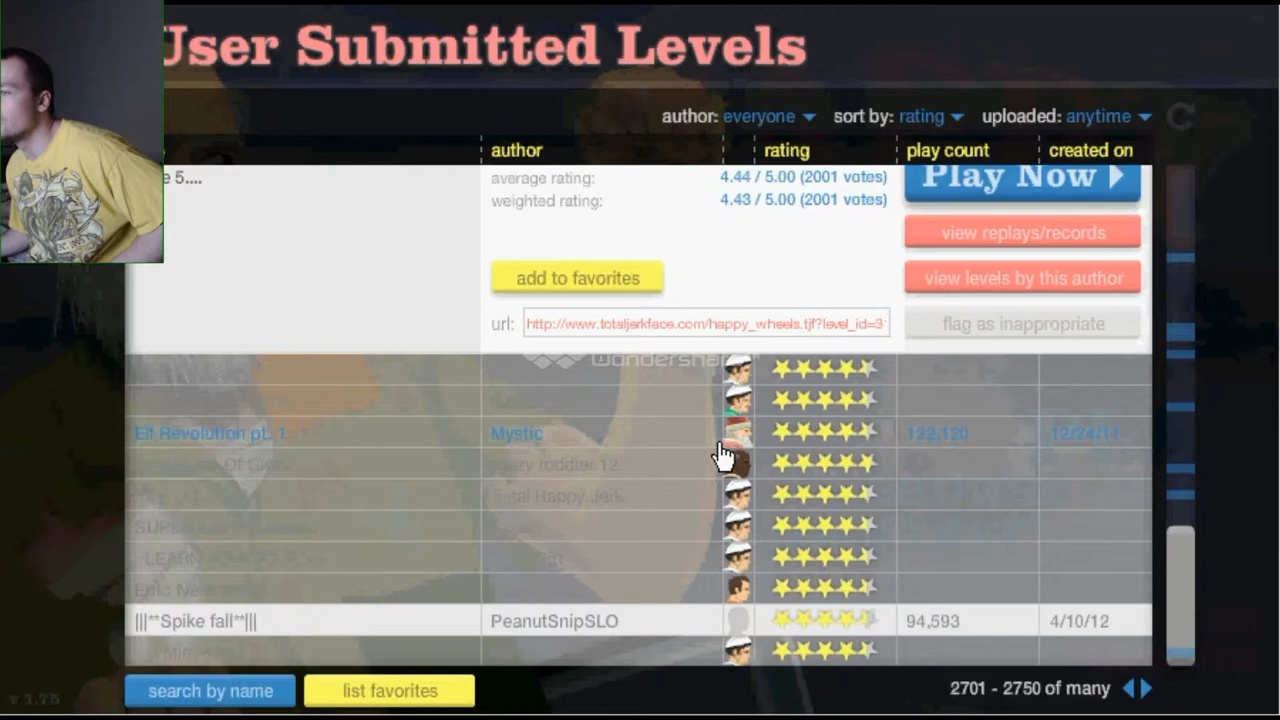 User Submitted Levels
author: everyone sort by: rating uploaded: anytime
author rating play count created on
e 5....
average rating: 4.44 / 5.00 (2001 votes)
weighted rating: 4.43 / 5.00 (2001 votes)
Play Now
view replays/records
add to favorites
view levels by this author
url: http://www.totaljerkface.com/happy_wheels.tjf?level_id=3
flag as inappropriate
wondershare
Elf Revolution pt. 1 Mystic 122,120 12/24/11
|||**Spike fall**||| PeanutSnipSLO 94,593 4/10/12
search by name list favorites 2701 - 2750 of many
v 1.75